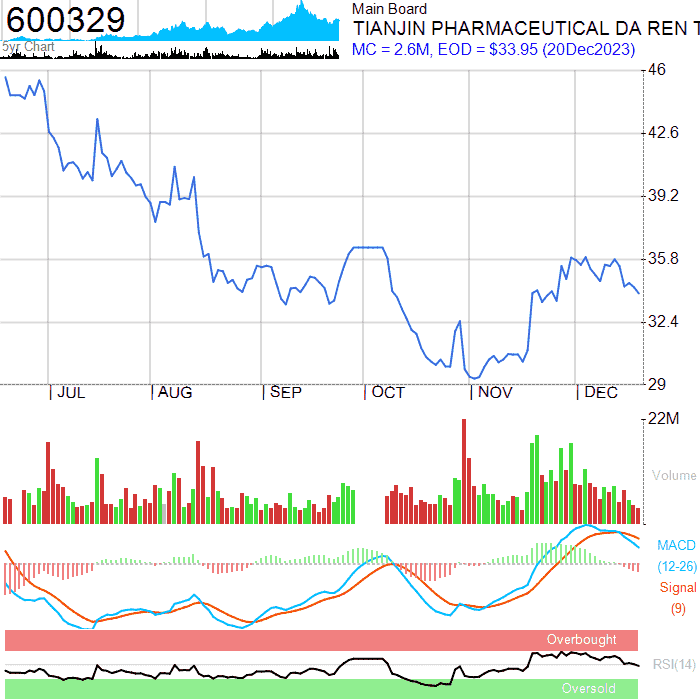 600329
5yr Chart
Main Board
TIANJIN PHARMACEUTICAL DA REN T
MC = 2.6M, EOD = $33.95 (20Dec2023)
46
42.6
39.2
35.8
32.4
29
JUL AUG SEP OCT NOV DEC
22M
Volume
MACD
(12-26)
Signal
(9)
Overbought
RSI(14)
Oversold